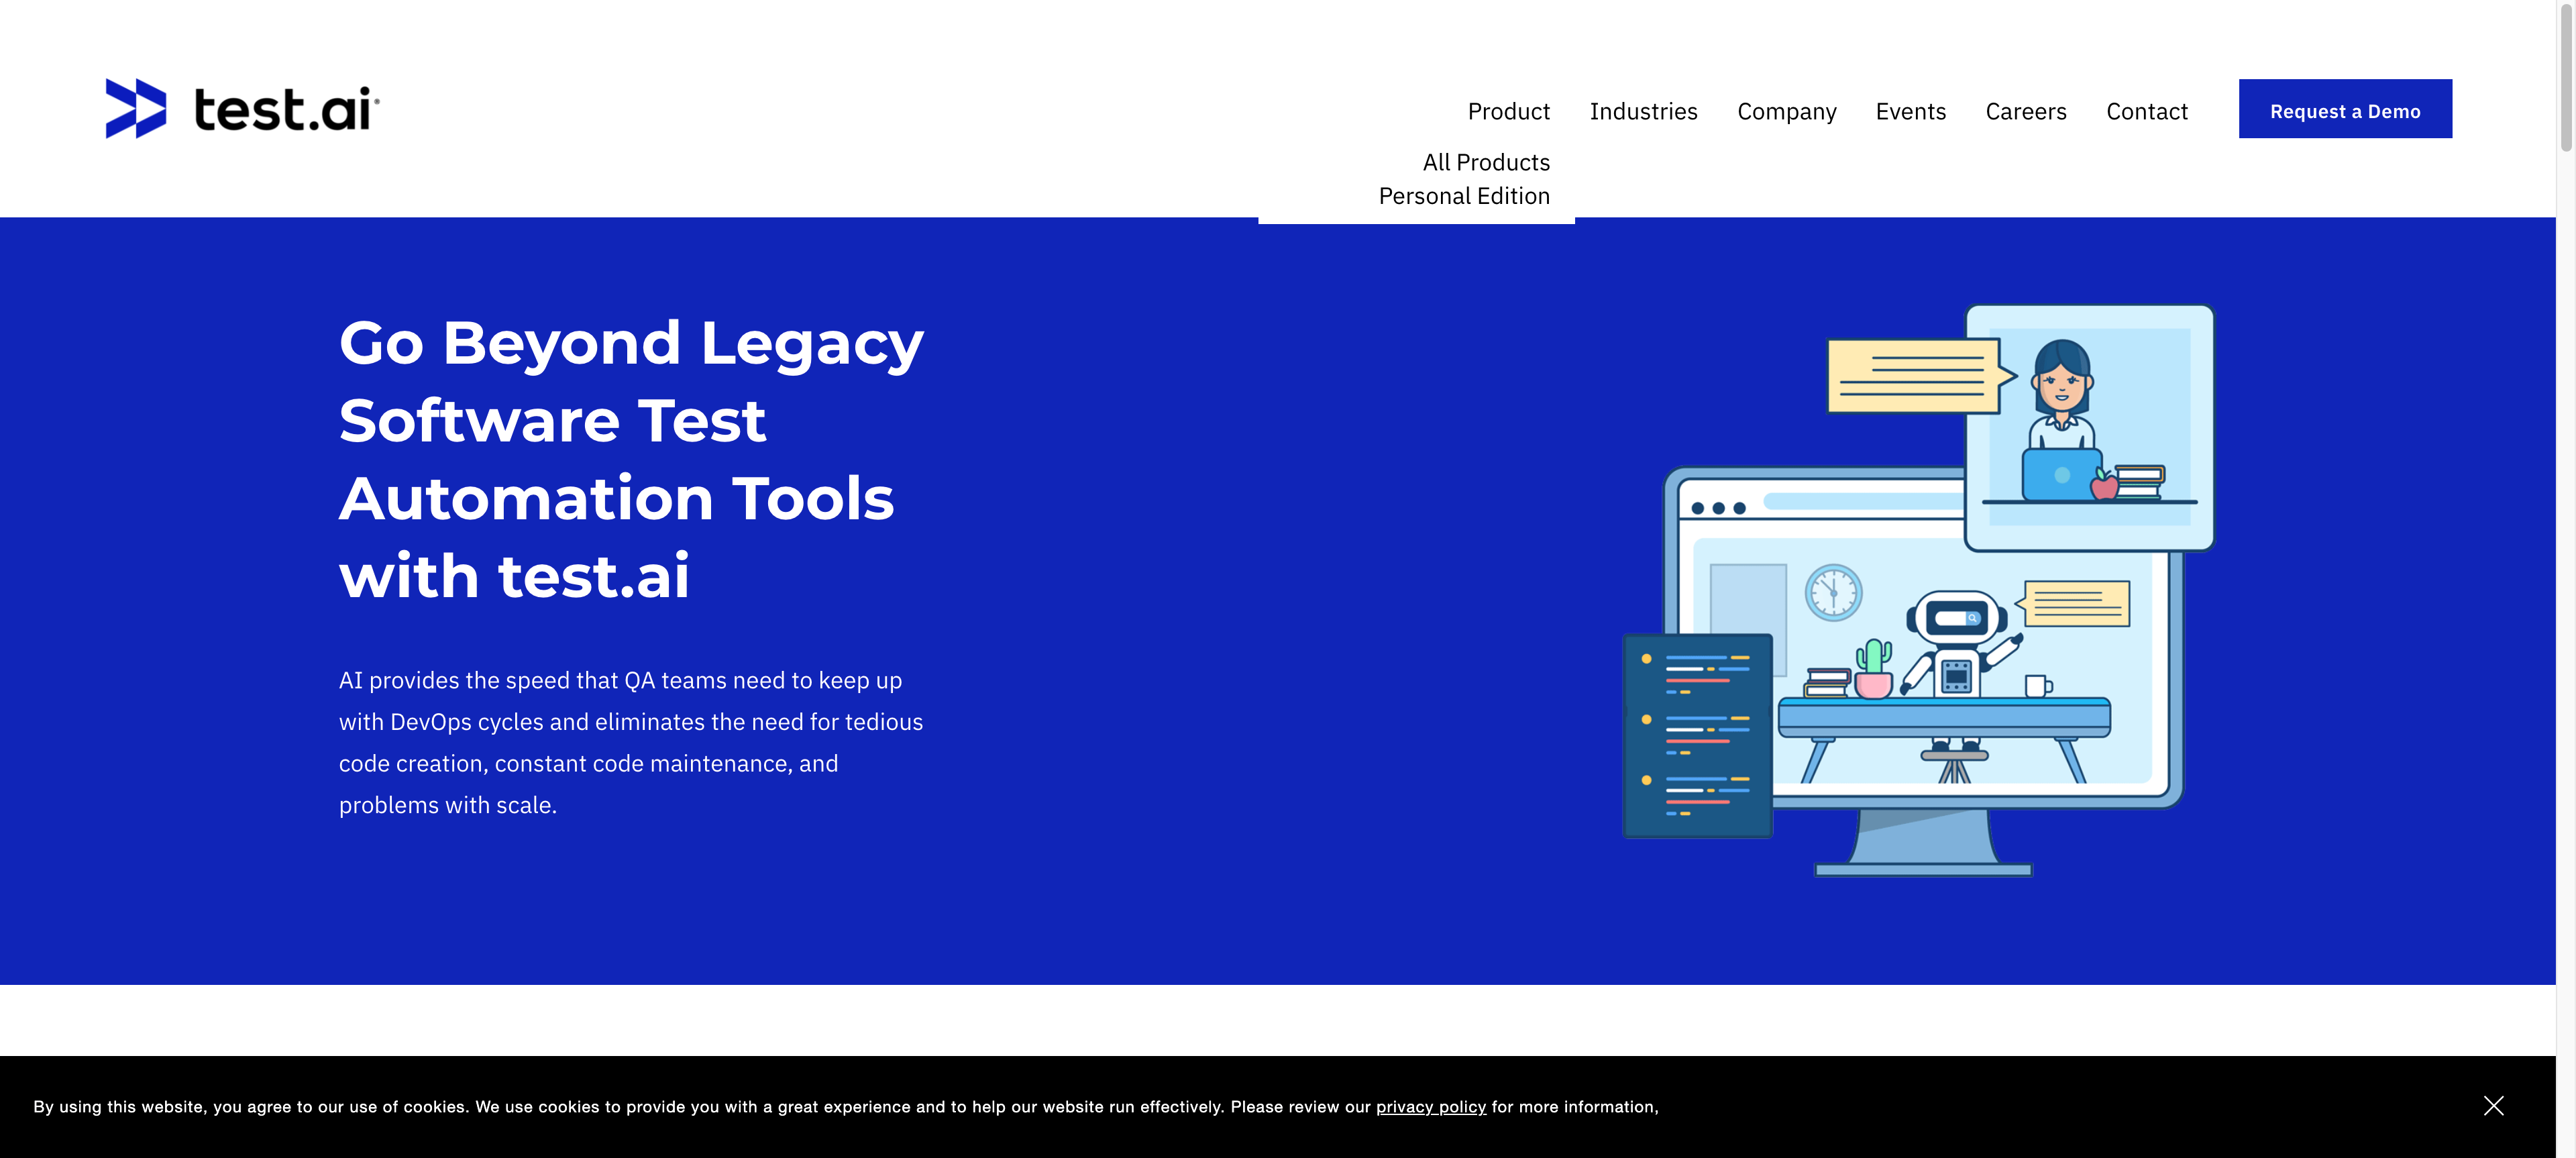 test.ai
Product Industries Company Events Careers Contact Request a Demo
All Products
Personal Edition
Go Beyond Legacy
Software Test
Automation Tools
with test.ai
AI provides the speed that QA teams need to keep up
with DevOps cycles and eliminates the need for tedious
code creation, constant code maintenance, and
problems with scale.
By using this website, you agree to our use of cookies. We use cookies to provide you with a great experience and to help our website run effectively. Please review our privacy policy for more information,